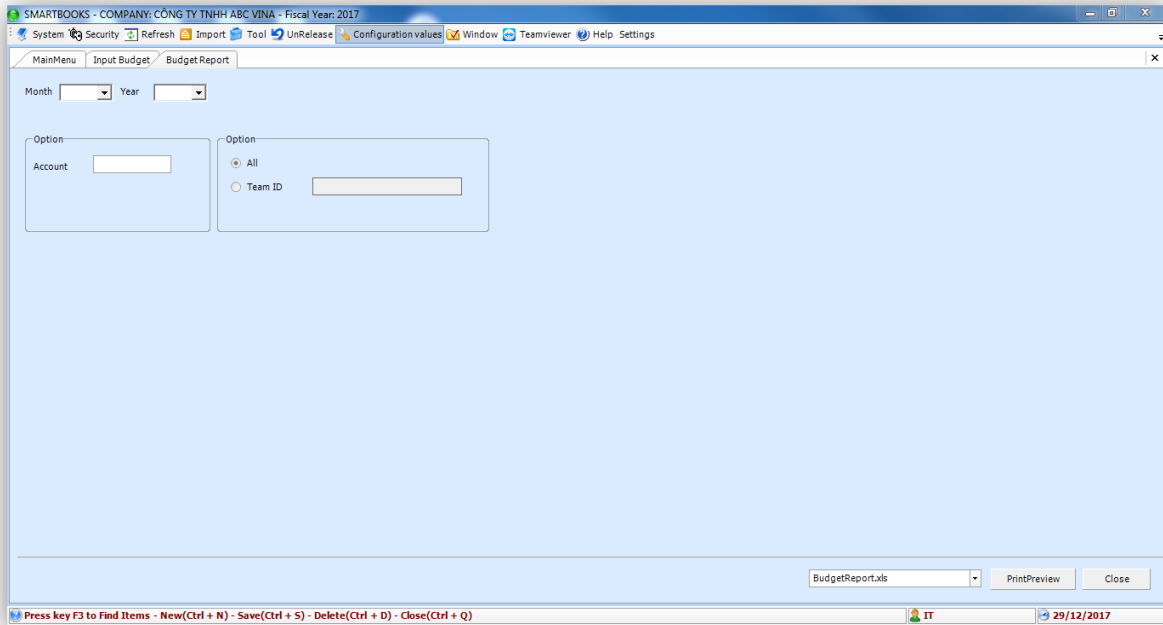 SMARTBOOKS - COMPANY: CÔNG TY TNHH ABC VINA - Fiscal Year: 2017
System Security Refresh Import Tool UnRelease Configuration values Window Teamviewer Help Settings
MainMenu Input Budget Budget Report
Month Year
Option Option
Account All
Team ID
BudgetReport.xls PrintPreview Close
Press key F3 to Find Items - New(Ctrl + N) - Save(Ctrl + S) - Delete(Ctrl + D) - Close(Ctrl + Q) IT 29/12/2017